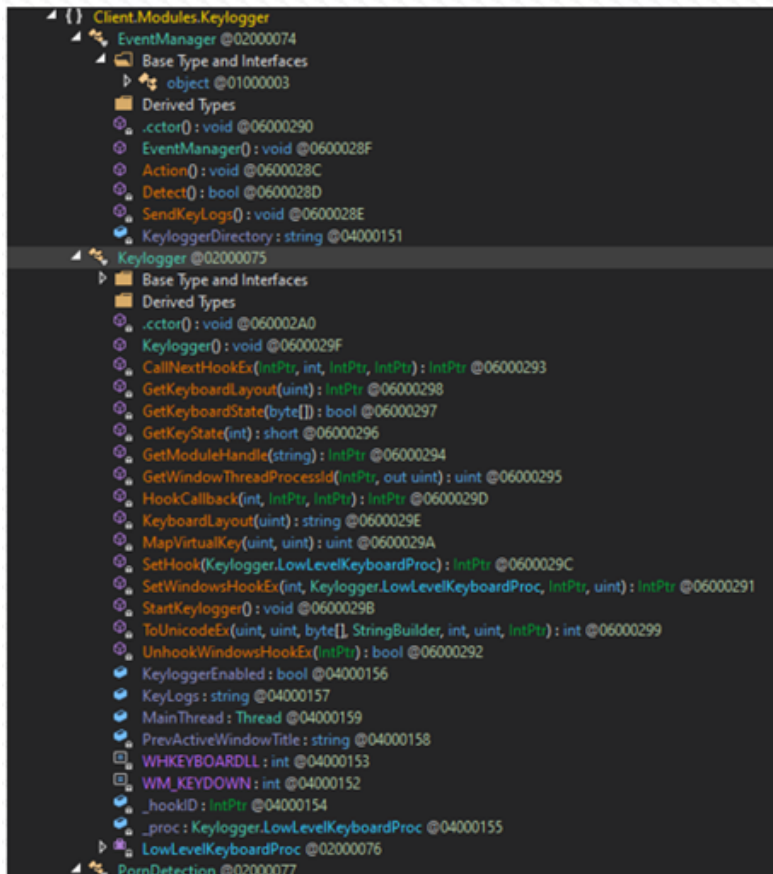 { } Client.Modules.Keylogger
EventManager @02000074
Base Type and Interfaces
object @01000003
Derived Types
.cctor() : void @06000290
EventManager() : void @0600028F
Action() : void @0600028C
Detect() : bool @0600028D
SendKeyLogs() : void @0600028E
KeyloggerDirectory : string @04000151
Keylogger @02000075
Base Type and Interfaces
Derived Types
.cctor() : void @060002A0
Keylogger() : void @0600029F
CallNextHookEx(IntPtr, int, IntPtr, IntPtr) : IntPtr @06000293
GetKeyboardLayout(uint) : IntPtr @06000298
GetKeyboardState(byte[]) : bool @06000297
GetKeyState(int) : short @06000296
GetModuleHandle(string) : IntPtr @06000294
GetWindowThreadProcessId(IntPtr, out uint) : uint @06000295
HookCallback(int, IntPtr, IntPtr) : IntPtr @0600029D
KeyboardLayout(uint) : string @0600029E
MapVirtualKey(uint, uint) : uint @0600029A
SetHook(Keylogger.LowLevelKeyboardProc) : IntPtr @0600029C
SetWindowsHookEx(int, Keylogger.LowLevelKeyboardProc, IntPtr, uint) : IntPtr @06000291
StartKeylogger() : void @0600029B
ToUnicodeEx(uint, uint, byte[], StringBuilder, int, uint, IntPtr) : int @06000299
UnhookWindowsHookEx(IntPtr) : bool @06000292
KeyloggerEnabled : bool @04000156
KeyLogs : string @04000157
MainThread : Thread @04000159
PrevActiveWindowTitle : string @04000158
WHKEYBOARDLL : int @04000153
WM_KEYDOWN : int @04000152
_hookID : IntPtr @04000154
_proc : Keylogger.LowLevelKeyboardProc @04000155
LowLevelKeyboardProc @02000076
PornDetection @02000077